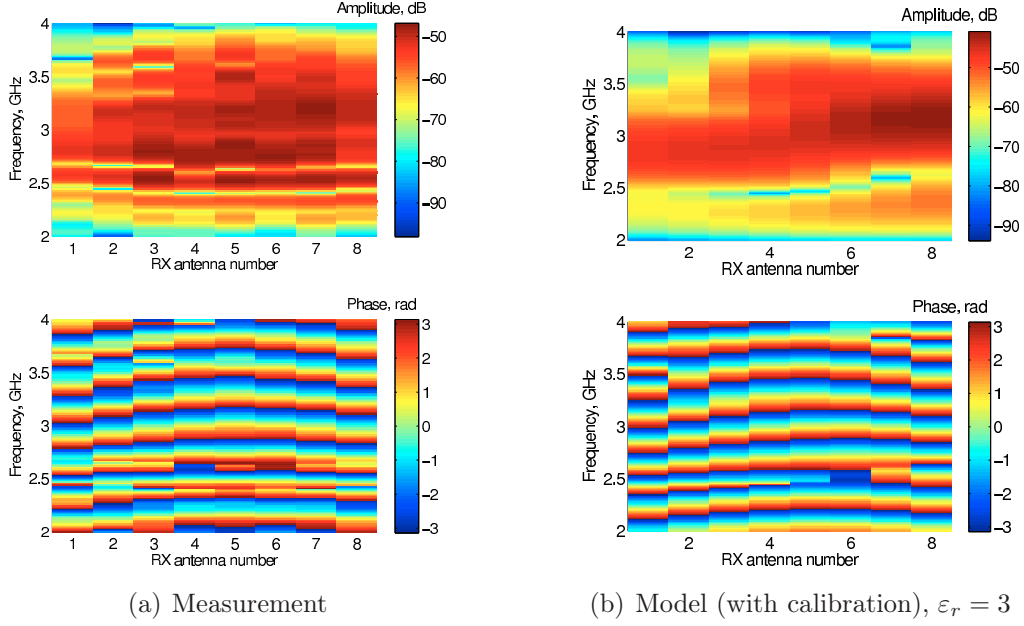 Amplitude, dB
4
3.5
3
2.5
2
Frequency, GHz
1 2 3 4 5 6 7 8
RX antenna number
−50
−60
−70
−80
−90
Phase, rad
4
3.5
3
2.5
2
Frequency, GHz
1 2 3 4 5 6 7 8
RX antenna number
3
2
1
0
−1
−2
−3
(a) Measurement
Amplitude, dB
4
3.5
3
2.5
2
Frequency, GHz
2 4 6 8
RX antenna number
−50
−60
−70
−80
−90
Phase, rad
4
3.5
3
2.5
2
Frequency, GHz
2 4 6 8
RX antenna number
3
2
1
0
−1
−2
−3
(b) Model (with calibration), εr = 3